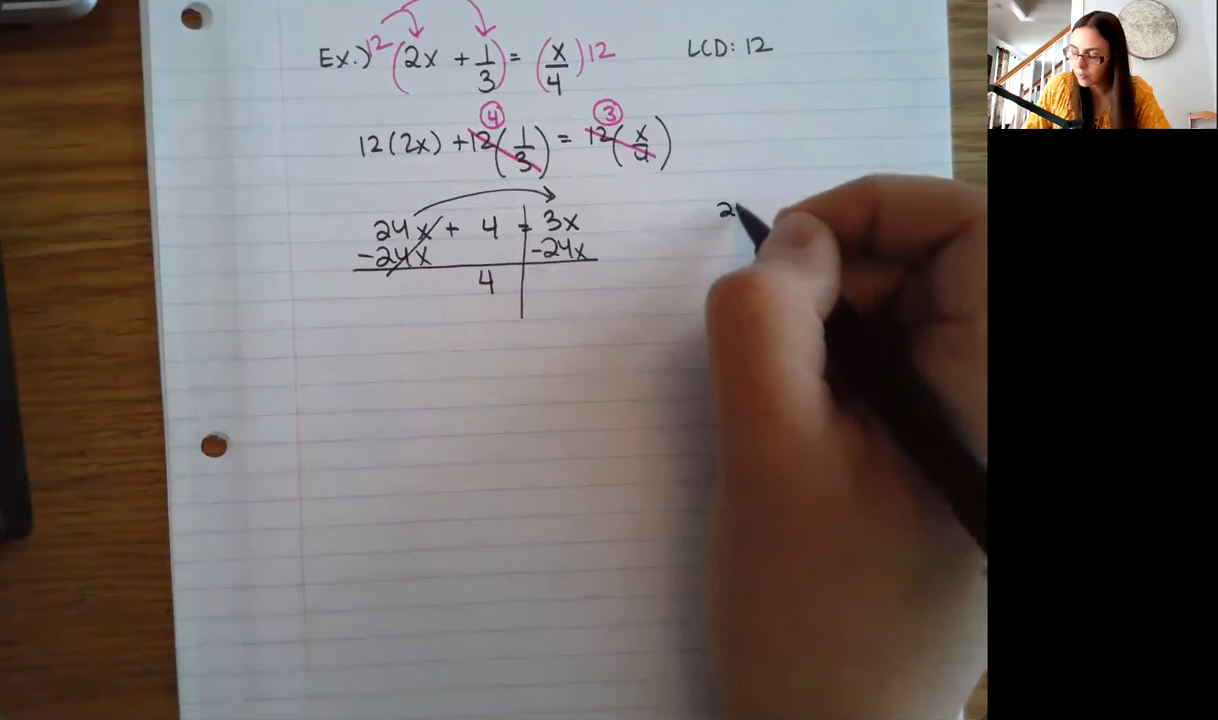 Ex.) 12 (2x + 1/3) = (x/4) 12 LCD: 12
4 3
12(2x) + 12(1/3) = 12(x/4)
24x + 4 = 3x 2
-24x -24x
4